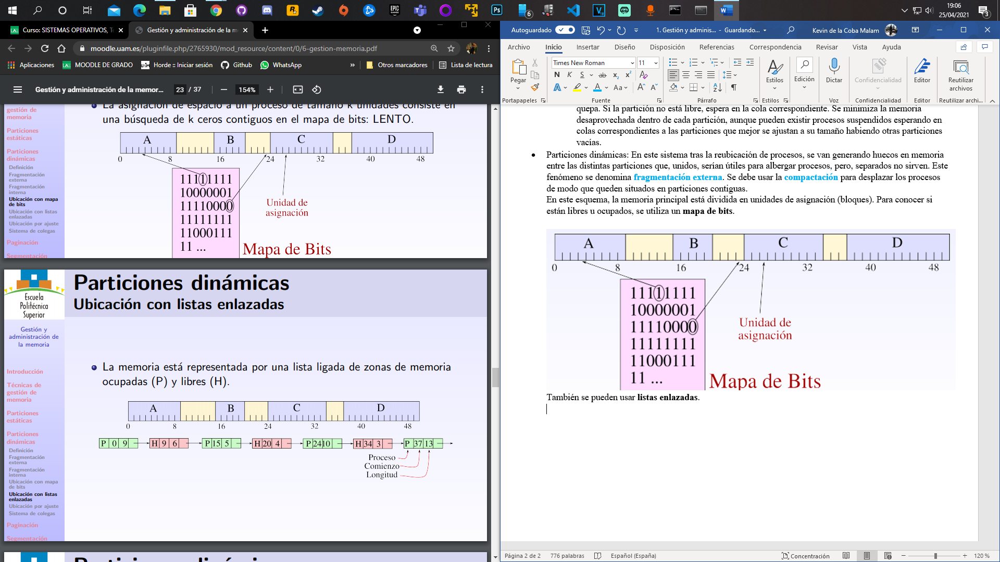 19:06
25/04/2021
6
3
Curso: SISTEMAS OPERATIVOS, T
Gestión y administración de la m
moodle.uam.es/pluginfile.php/2765930/mod_resource/content/0/6-gestion-memoria.pdf
Aplicaciones
MOODLE DE GRADO
Horde :: Iniciar sesión
Github
WhatsApp
»
Otros marcadores
Lista de lectura
Gestión y administración de la memor...
23 / 37
154%
gestión de
memoria
Particiones
estáticas
Particiones
dinámicas
Definición
Fragmentación
externa
Fragmentación
interna
Ubicación con mapa
de bits
Ubicación con listas
enlazadas
Ubicación por ajuste
Sistema de colegas
Paginación
Segmentación
La asignación de espacio a un proceso de tamaño k unidades consiste en
una búsqueda de k ceros contiguos en el mapa de bits: LENTO.
A B C D
0 8 16 24 32 40 48
11111111
10000001
11110000
11111111
11000111
11 ...
Unidad de
asignación
Mapa de Bits
Escuela
Politécnica
Superior
Gestión y
administración de
la memoria
Introducción
Técnicas de
gestión de
memoria
Particiones
estáticas
Particiones
dinámicas
Definición
Fragmentación
externa
Fragmentación
interna
Ubicación con mapa
de bits
Ubicación con listas
enlazadas
Ubicación por ajuste
Sistema de colegas
Paginación
Segmentación
Particiones dinámicas
Ubicación con listas enlazadas
La memoria está representada por una lista ligada de zonas de memoria
ocupadas (P) y libres (H).
A B C D
0 8 16 24 32 40 48
P 0 9 H 9 6 P 15 5 H 20 4 P 24 10 H 34 3 P 37 13
Proceso
Comienzo
Longitud
Particiones dinámicas
Autoguardado
1. Gestión y adminis... - Guardando...
Kevin de la Coba Malam
Archivo Inicio Insertar Diseño Disposición Referencias Correspondencia Revisar Vista Ayuda
Pegar
Portapapeles
Times New Roman 11
N K S ab x₂ x²
Aa
Fuente
Párrafo
Estilos
Estilos
Edición
Dictar
Voz
Confidencialidad
Confidencialidad
Editor
Editor
Reutilizar
archivos
Reutilizar archi...
quepa. Si la partición no está libre, espera en la cola correspondiente. Se minimiza la memoria
desaprovechada dentro de cada partición, aunque pueden existir procesos suspendidos esperando en
colas correspondientes a las particiones que mejor se ajustan a su tamaño habiendo otras particiones
vacías.
Particiones dinámicas: En este sistema tras la reubicación de procesos, se van generando huecos en memoria
entre las distintas particiones que, unidos, serían útiles para albergar procesos, pero, separados no sirven. Este
fenómeno se denomina fragmentación externa. Se debe usar la compactación para desplazar los procesos
de modo que queden situados en particiones contiguas.
En este esquema, la memoria principal está dividida en unidades de asignación (bloques). Para conocer si
están libres u ocupados, se utiliza un mapa de bits.
A B C D
0 8 16 24 32 40 48
11111111
10000001
11110000
11111111
11000111
11 ...
Unidad de
asignación
Mapa de Bits
También se pueden usar listas enlazadas.
Página 2 de 2
776 palabras
Español (España)
Concentración
120 %